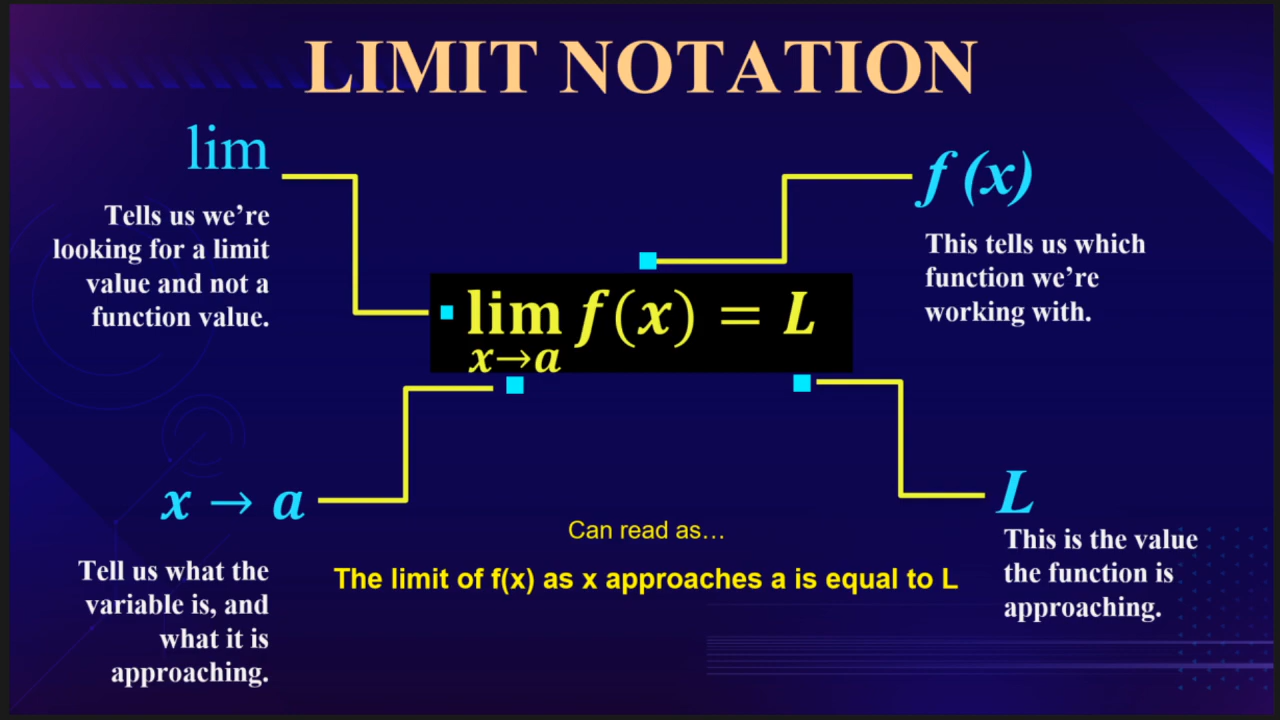 LIMIT NOTATION
lim
Tells us we’re
looking for a limit
value and not a
function value.
f (x)
This tells us which
function we’re
working with.
lim f(x) = L
x→a
x → a
Tell us what the
variable is, and
what it is
approaching.
Can read as…
The limit of f(x) as x approaches a is equal to L
L
This is the value
the function is
approaching.